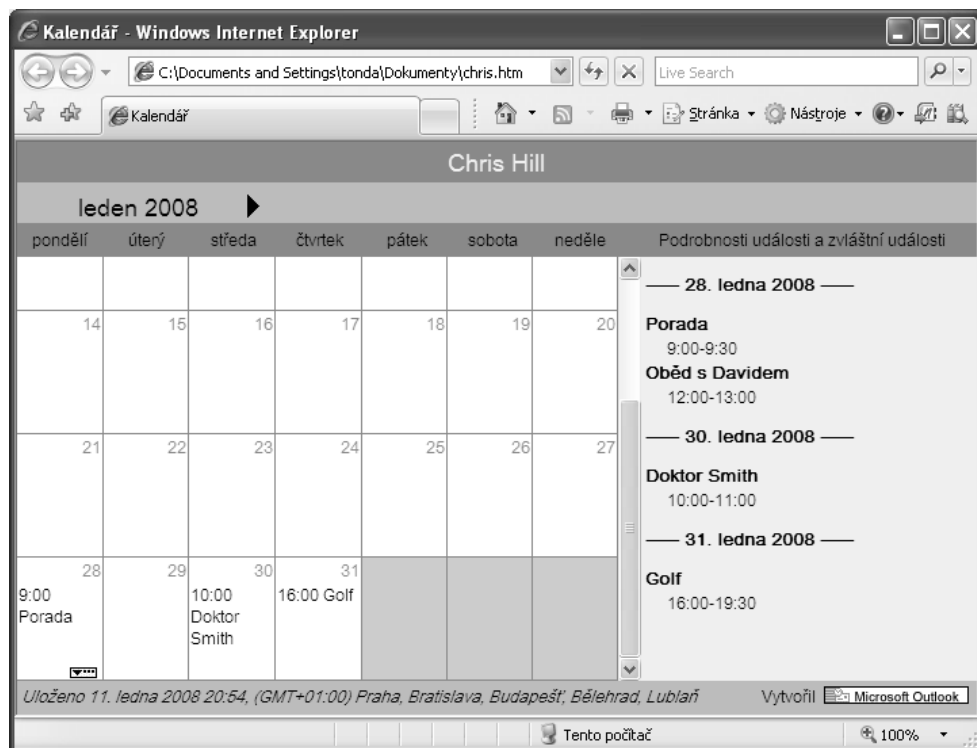 Kalendář - Windows Internet Explorer
C:\Documents and Settings\tonda\Dokumenty\chris.htm
Live Search
Kalendář
Stránka
Nástroje
Chris Hill
leden 2008
pondělí úterý středa čtvrtek pátek sobota neděle
Podrobnosti události a zvláštní události
14 15 16 17 18 19 20
21 22 23 24 25 26 27
28 29 30 31
9:00
Porada
10:00
Doktor
Smith
16:00 Golf
28. ledna 2008
Porada
9:00-9:30
Oběd s Davidem
12:00-13:00
30. ledna 2008
Doktor Smith
10:00-11:00
31. ledna 2008
Golf
16:00-19:30
Uloženo 11. ledna 2008 20:54, (GMT+01:00) Praha, Bratislava, Budapešť, Bělehrad, Lublaň
Vytvořil Microsoft Outlook
Tento počítač
100%